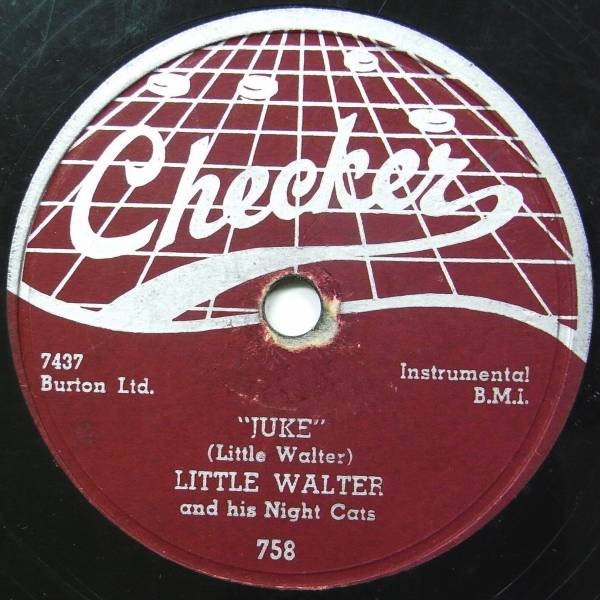 Checker
7437
Burton Ltd.
Instrumental
B.M.I.
"JUKE"
(Little Walter)
LITTLE WALTER
and his Night Cats
758